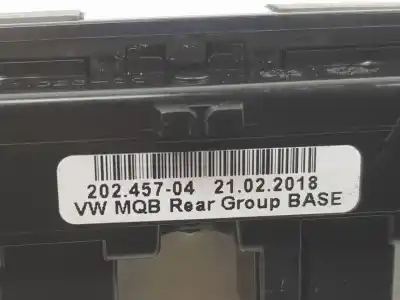 202.457-04 21.02.2018
VW MQB Rear Group BASE